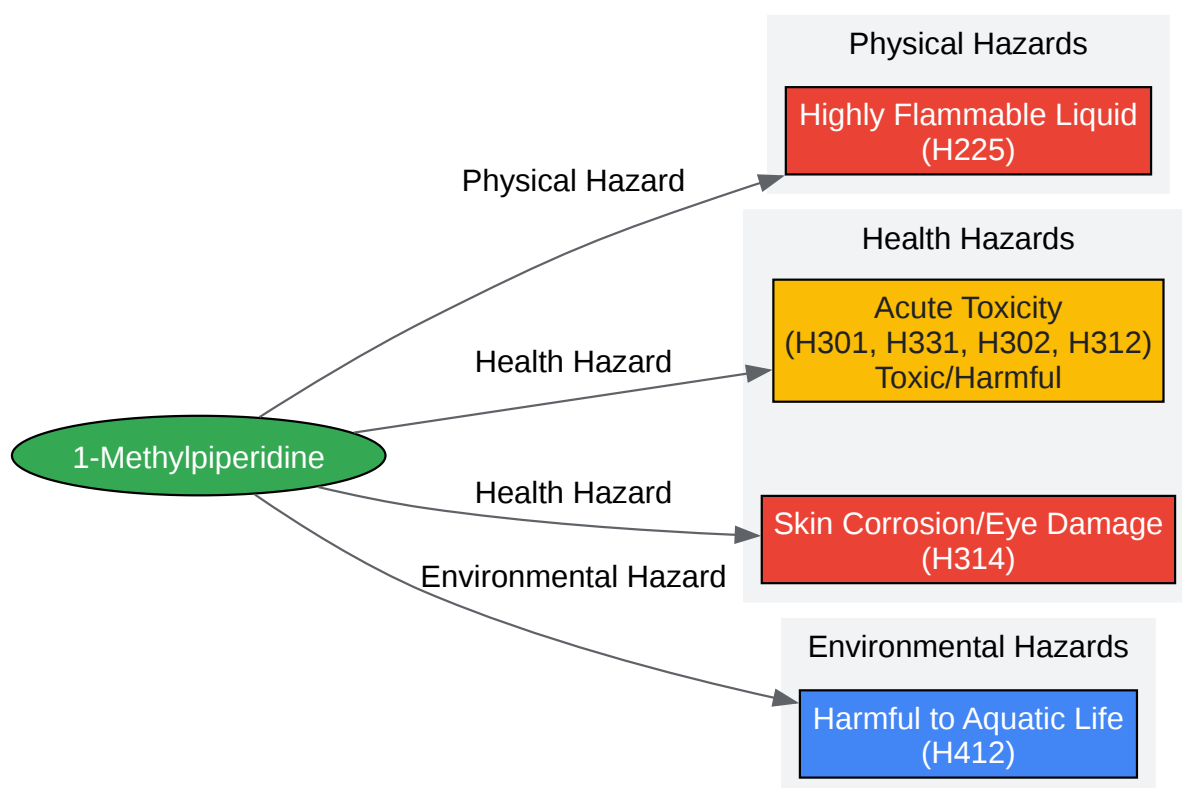 Physical Hazards
Highly Flammable Liquid
(H225)
Physical Hazard
Health Hazards
Acute Toxicity
(H301, H331, H302, H312)
Toxic/Harmful
Health Hazard
1-Methylpiperidine
Health Hazard
Skin Corrosion/Eye Damage
(H314)
Environmental Hazard
Environmental Hazards
Harmful to Aquatic Life
(H412)